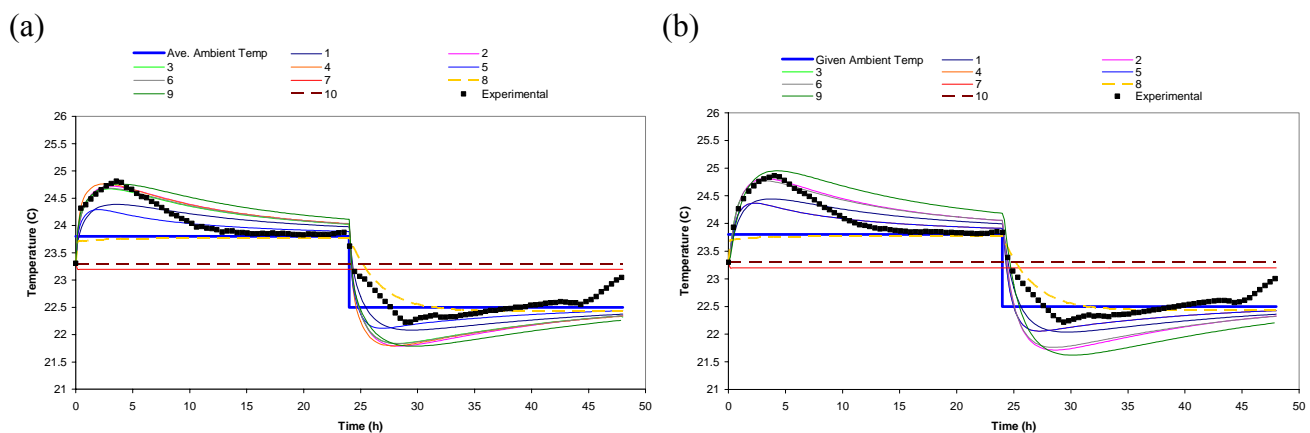 (a)
Ave. Ambient Temp 1 2
3 4 5
6 7 8
9 10 Experimental
Temperature (C)
26
25.5
25
24.5
24
23.5
23
22.5
22
21.5
21
0 5 10 15 20 25 30 35 40 45 50
Time (h)
(b)
Given Ambient Temp 1 2
3 4 5
6 7 8
9 10 Experimental
Temperature (C)
26
25.5
25
24.5
24
23.5
23
22.5
22
21.5
21
0 5 10 15 20 25 30 35 40 45 50
Time (h)